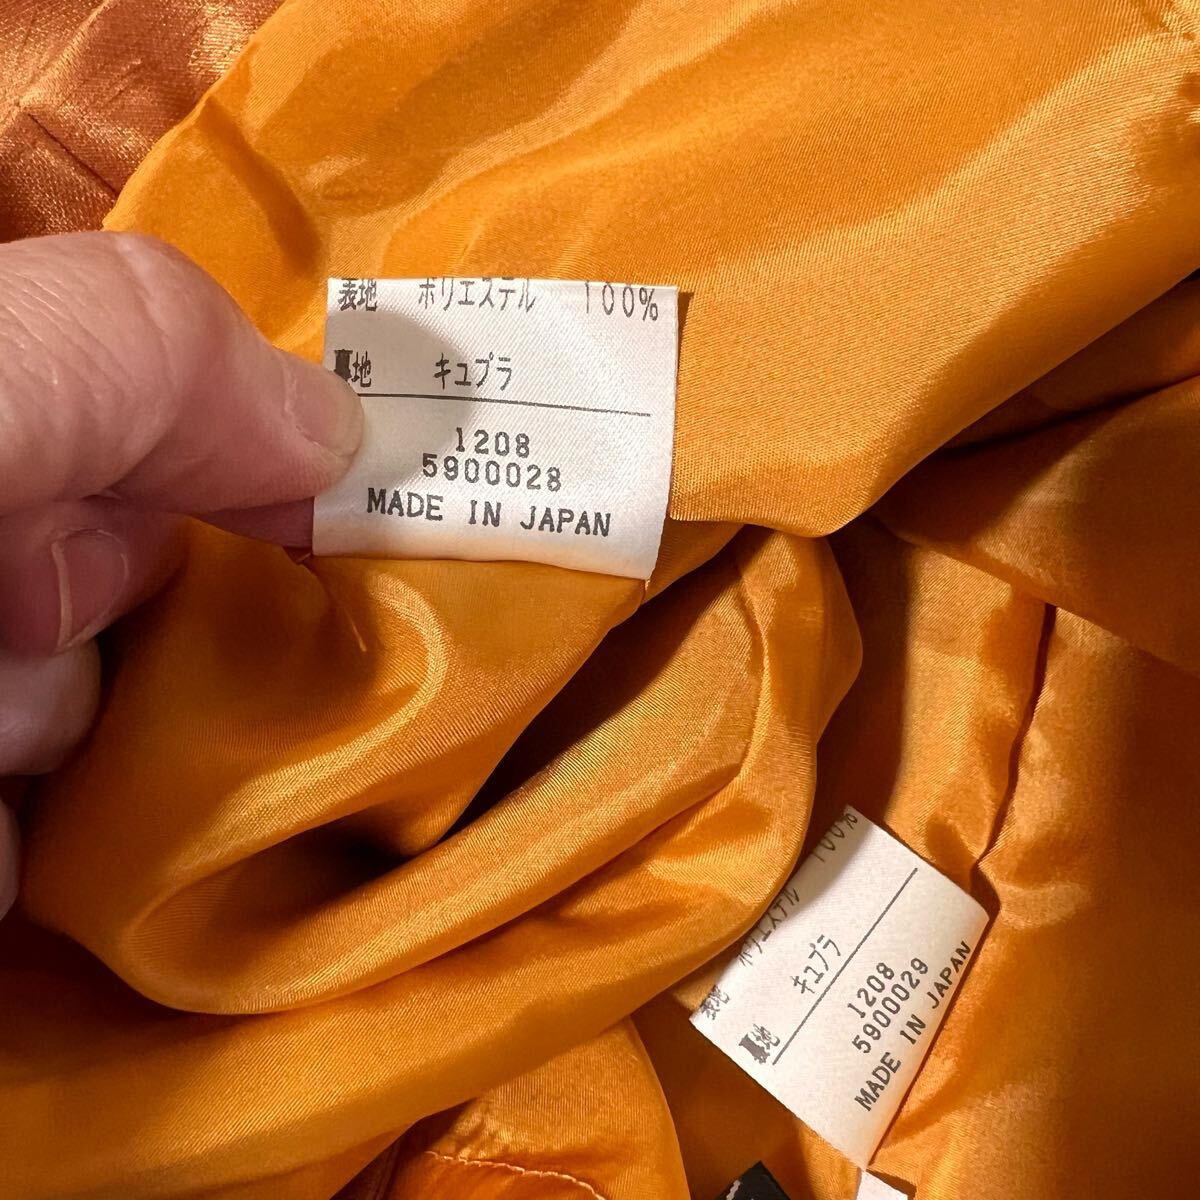 表地 ポリエステル 100%
裏地 キュプラ
1208
5900028
MADE IN JAPAN
表地 ポリエステル 100%
裏地 キュプラ
1208
5900029
MADE IN JAPAN